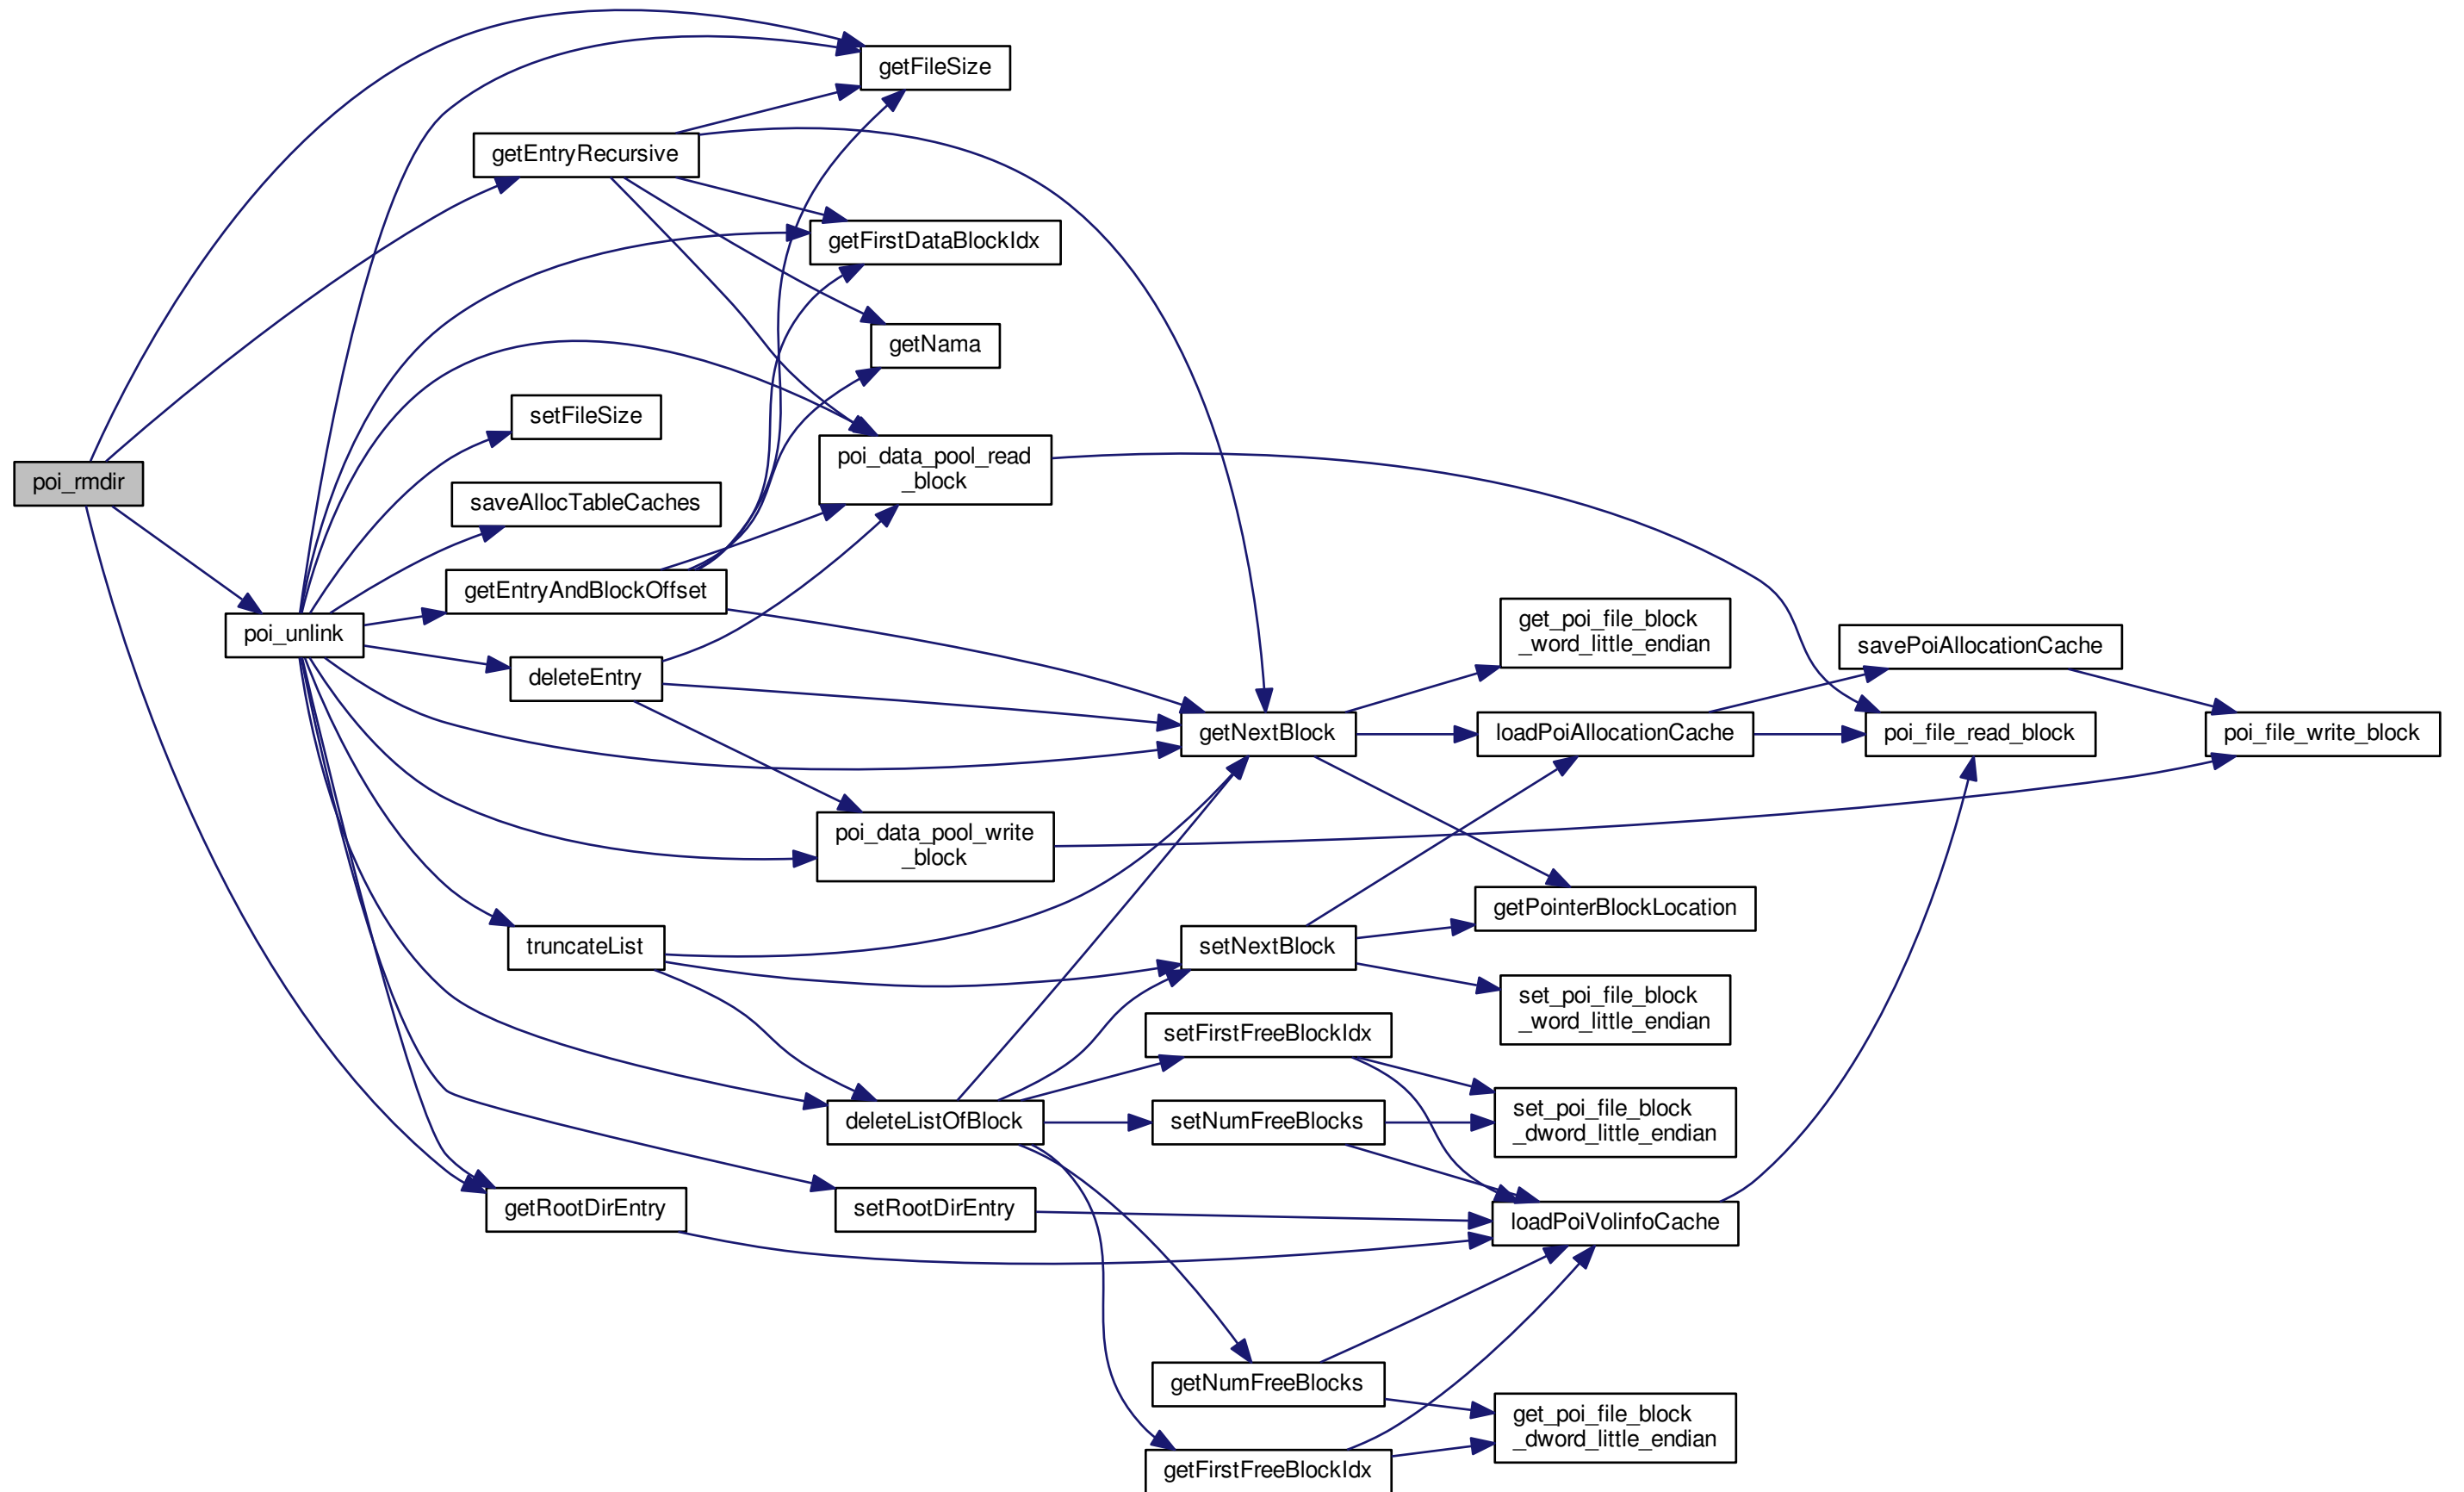 getFileSize
getEntryRecursive
getFirstDataBlockIdx
getNama
setFileSize
poi_data_pool_read
_block
poi_rmdir
saveAllocTableCaches
getEntryAndBlockOffset
poi_unlink
get_poi_file_block
_word_little_endian
savePoiAllocationCache
deleteEntry
getNextBlock
loadPoiAllocationCache
poi_file_read_block
poi_file_write_block
poi_data_pool_write
_block
getPointerBlockLocation
truncateList
setNextBlock
set_poi_file_block
_word_little_endian
setFirstFreeBlockIdx
deleteListOfBlock
setNumFreeBlocks
set_poi_file_block
_dword_little_endian
getRootDirEntry
setRootDirEntry
loadPoiVolinfoCache
getNumFreeBlocks
get_poi_file_block
_dword_little_endian
getFirstFreeBlockIdx